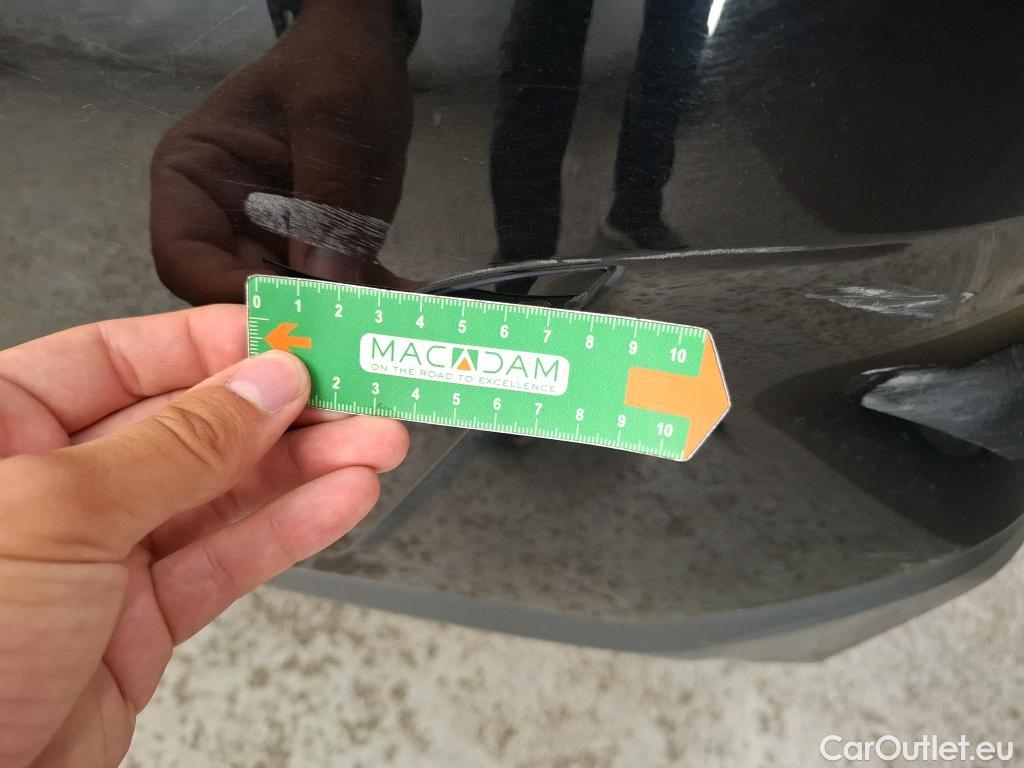 0 1 2 3 4 5 6 7 8 9 10
MACADAM
ON THE ROAD TO EXCELLENCE
2 3 4 5 6 7 8 9 10
CarOutlet.eu